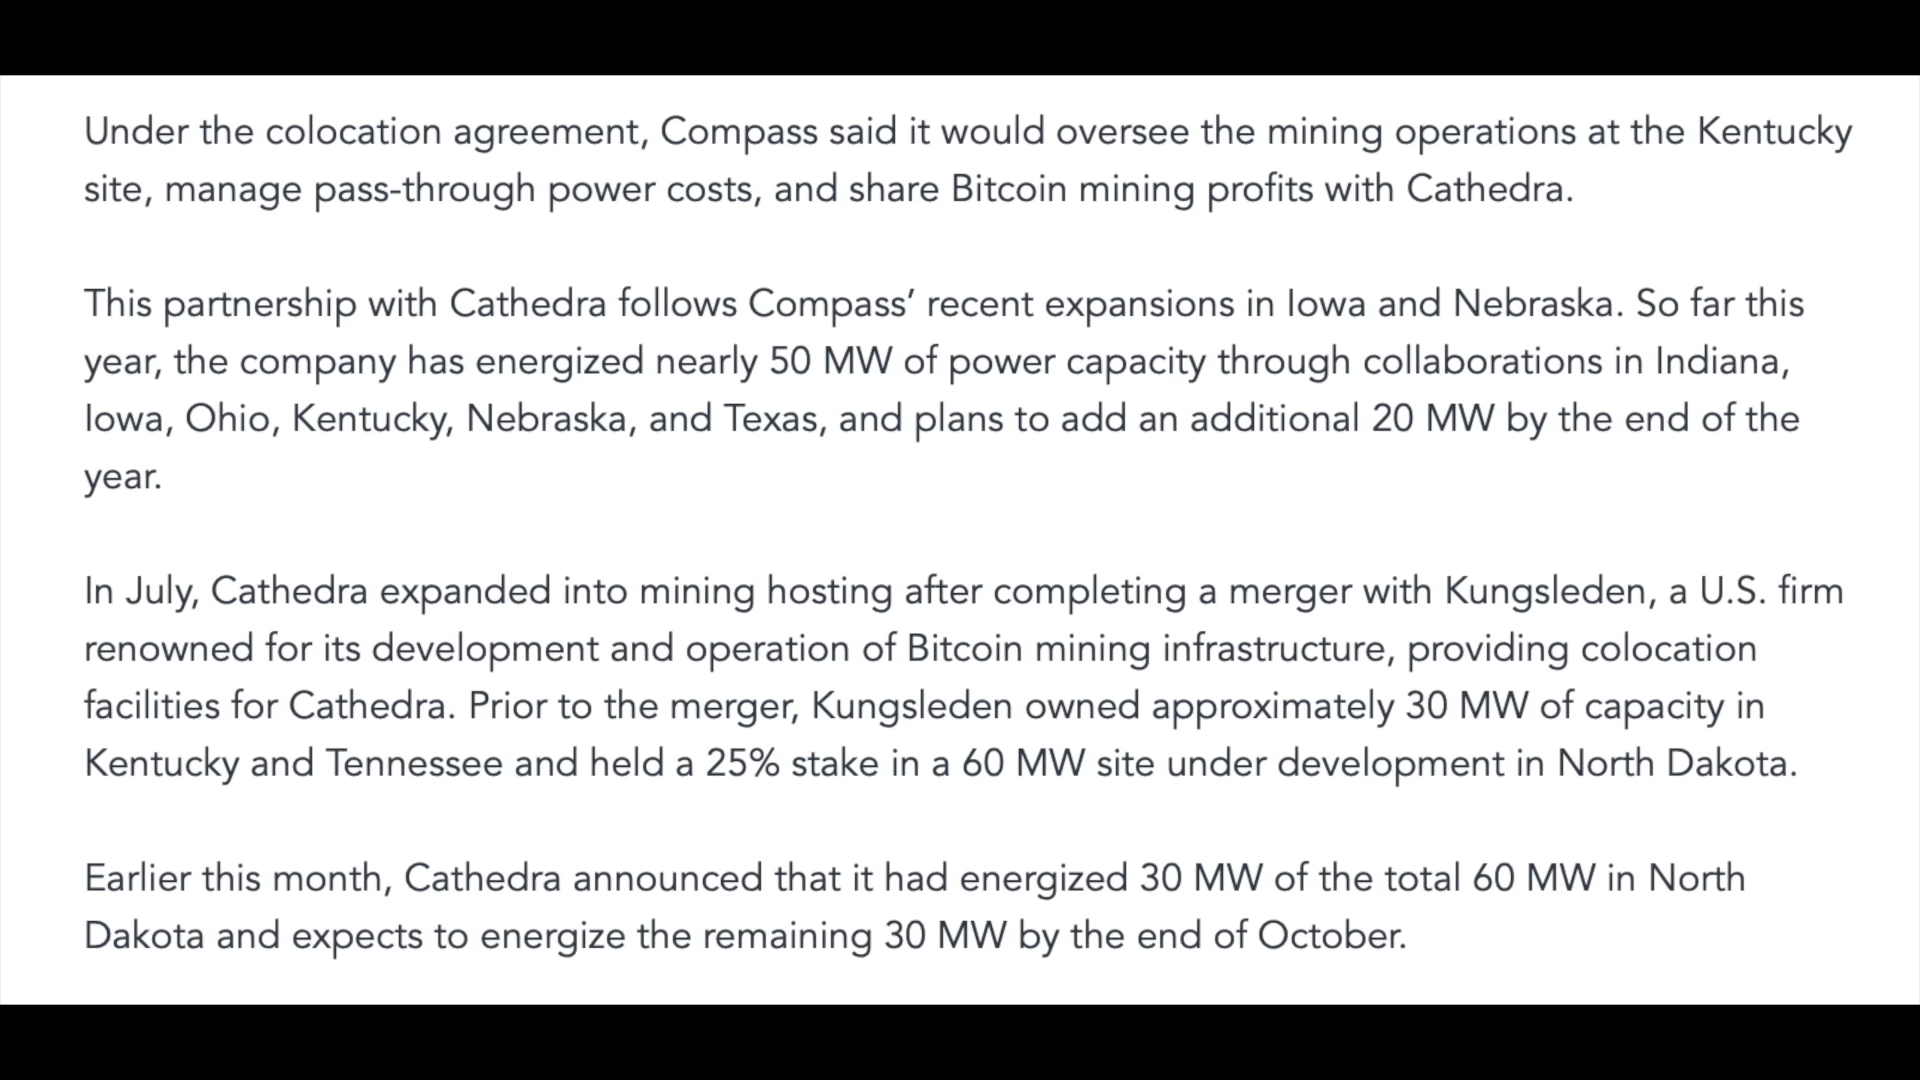 Under the colocation agreement, Compass said it would oversee the mining operations at the Kentucky
site, manage pass-through power costs, and share Bitcoin mining profits with Cathedra.
This partnership with Cathedra follows Compass’ recent expansions in Iowa and Nebraska. So far this
year, the company has energized nearly 50 MW of power capacity through collaborations in Indiana,
Iowa, Ohio, Kentucky, Nebraska, and Texas, and plans to add an additional 20 MW by the end of the
year.
In July, Cathedra expanded into mining hosting after completing a merger with Kungsleden, a U.S. firm
renowned for its development and operation of Bitcoin mining infrastructure, providing colocation
facilities for Cathedra. Prior to the merger, Kungsleden owned approximately 30 MW of capacity in
Kentucky and Tennessee and held a 25% stake in a 60 MW site under development in North Dakota.
Earlier this month, Cathedra announced that it had energized 30 MW of the total 60 MW in North
Dakota and expects to energize the remaining 30 MW by the end of October.